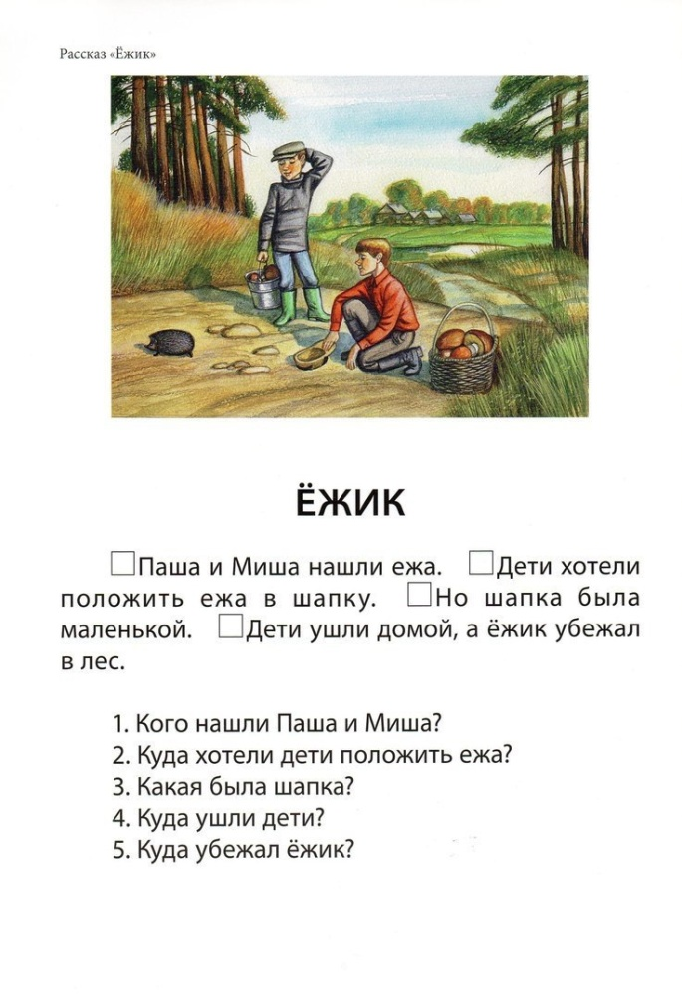 Рассказ «Ёжик»
ЁЖИК
☐Паша и Миша нашли ежа. ☐Дети хотели
положить ежа в шапку. ☐Но шапка была
маленькой. ☐Дети ушли домой, а ёжик убежал
в лес.
1. Кого нашли Паша и Миша?
2. Куда хотели дети положить ежа?
3. Какая была шапка?
4. Куда ушли дети?
5. Куда убежал ёжик?